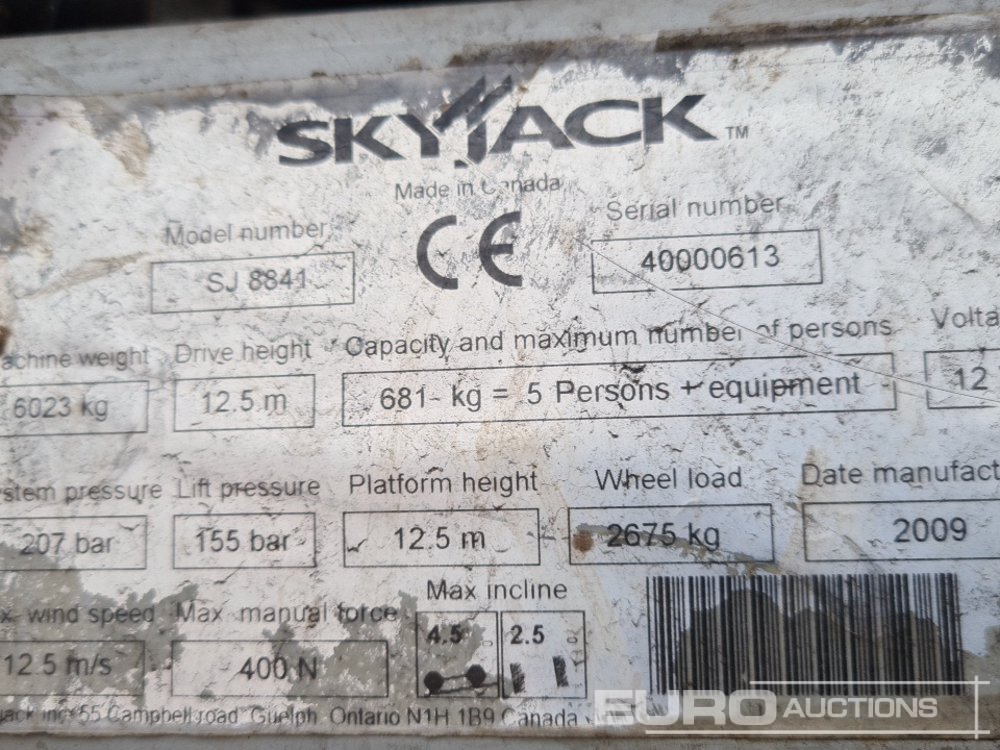 SKYJACK™
Made in Canada
Model number Serial number
SJ 8841 40000613
achine weight Drive height Capacity and maximum number of persons Volta
6023 kg 12.5 m 681 kg = 5 Persons + equipment 12
stem pressure Lift pressure Platform height Wheel load Date manufact
207 bar 155 bar 12.5 m 2675 kg 2009
x. wind speed Max manual force Max incline
12.5 m/s 400 N 4.5 2.5
jack inc 55 Campbell road Guelph Ontario N1H 1B9 Canada
EURO AUCTIONS